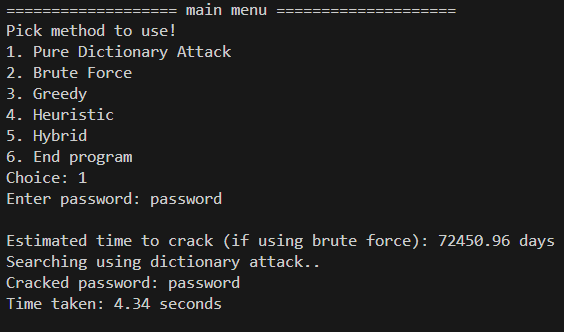 =================== main menu ====================
Pick method to use!
1. Pure Dictionary Attack
2. Brute Force
3. Greedy
4. Heuristic
5. Hybrid
6. End program
Choice: 1
Enter password: password
Estimated time to crack (if using brute force): 72450.96 days
Searching using dictionary attack..
Cracked password: password
Time taken: 4.34 seconds